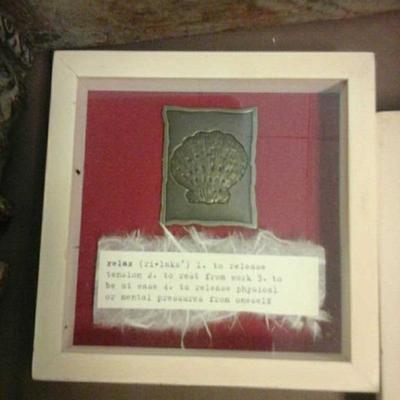 relax (ri•laks') 1. to release
tension 2. to rest from work 3. to
be at ease 4. to release physical
or mental pressures from oneself